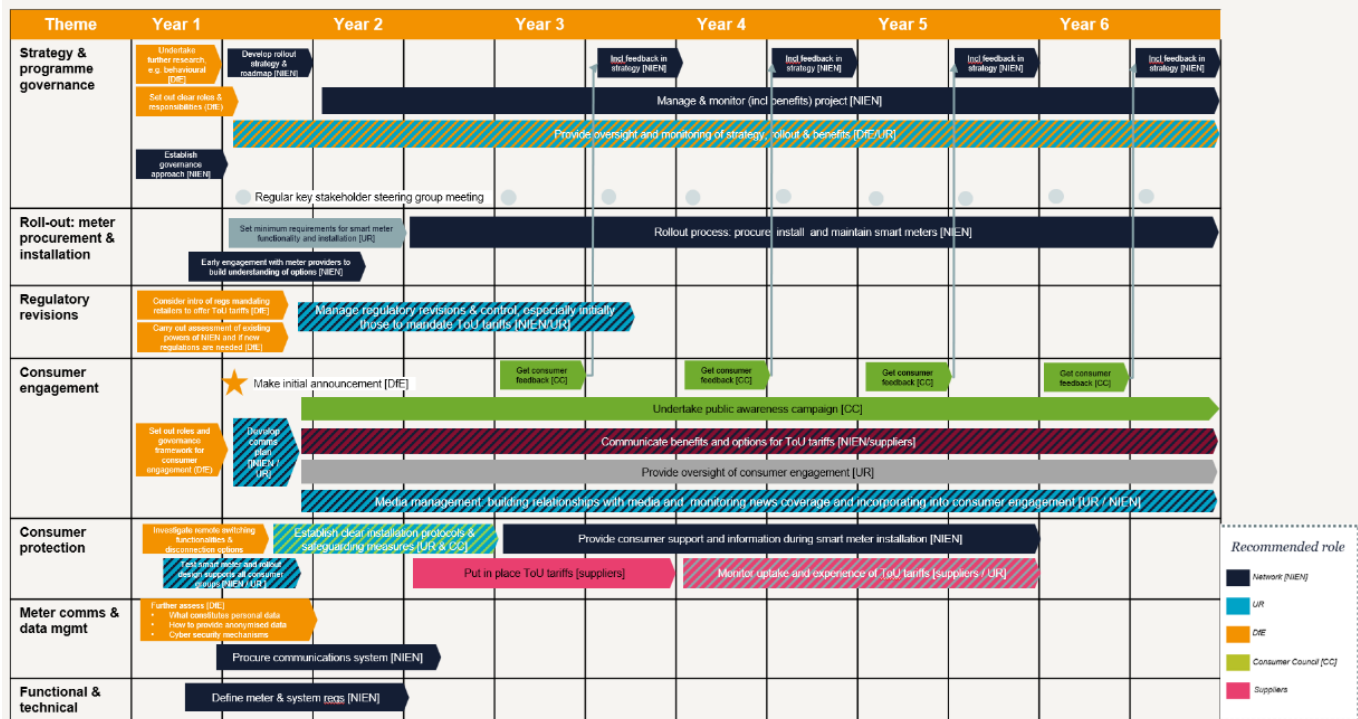 Theme Year 1 Year 2 Year 3 Year 4 Year 5 Year 6
Strategy &
programme
governance
Undertake
further research,
e.g. behavioural
[DfE]
Develop rollout
strategy &
roadmap [NIEN]
Incl feedback in
strategy [NIEN]
Incl feedback in
strategy [NIEN]
Incl feedback in
strategy [NIEN]
Incl feedback in
strategy [NIEN]
Set out clear roles &
responsibilities (DfE)
Manage & monitor (incl benefits) project [NIEN]
Provide oversight and monitoring of strategy, rollout & benefits [DfE/UR]
Establish
governance
approach [NIEN]
Regular key stakeholder steering group meeting
Roll-out: meter
procurement &
installation
Set minimum requirements for smart meter
functionality and installation [UR]
Rollout process: procure, install and maintain smart meters [NIEN]
Early engagement with meter providers to
build understanding of options [NIEN]
Regulatory
revisions
Consider intro of regs mandating
retailers to offer ToU tariffs [DfE]
Manage regulatory revisions & control, especially initially
those to mandate ToU tariffs [NIEN/UR]
Carry out assessment of existing
powers of NIEN and if new
regulations are needed (DfE)
Consumer
engagement
Make initial announcement [DfE]
Get consumer
feedback [CC]
Get consumer
feedback [CC]
Get consumer
feedback [CC]
Get consumer
feedback [CC]
Undertake public awareness campaign [CC]
Set out roles and
governance
framework for
consumer
engagement (DfE)
Develop
comms
plan
[NIEN /
UR]
Communicate benefits and options for ToU tariffs [NIEN/suppliers]
Provide oversight of consumer engagement [UR]
Media management: building relationships with media and monitoring news coverage and incorporating into consumer engagement [UR / NIEN]
Consumer
protection
Investigate remote switching
functionalities &
disconnection options
Establish clear installation protocols &
safeguarding measures [UR & CC]
Provide consumer support and information during smart meter installation [NIEN]
Test smart meter and rollout
design supports all consumer
groups [NIEN / UR]
Put in place ToU tariffs [suppliers]
Monitor uptake and experience of ToU tariffs [suppliers / UR]
Meter comms &
data mgmt
Further assess [DfE]
• What constitutes personal data
• How to provide anonymised data
• Cyber security mechanisms
Procure communications system [NIEN]
Functional &
technical
Define meter & system reqs [NIEN]
Recommended role
Network [NIEN]
UR
DfE
Consumer Council [CC]
Suppliers